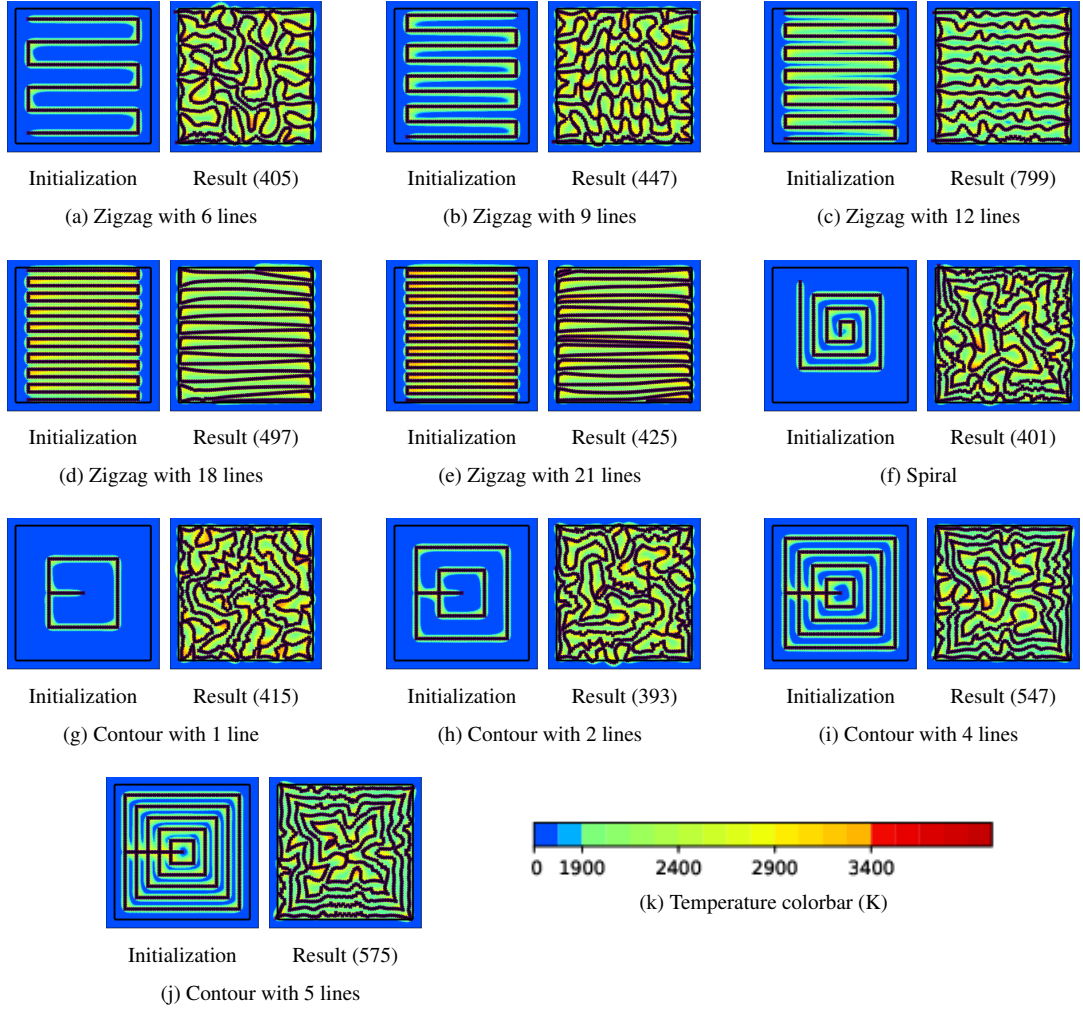 Initialization Result (405) Initialization Result (447) Initialization Result (799)
(a) Zigzag with 6 lines (b) Zigzag with 9 lines (c) Zigzag with 12 lines
Initialization Result (497) Initialization Result (425) Initialization Result (401)
(d) Zigzag with 18 lines (e) Zigzag with 21 lines (f) Spiral
Initialization Result (415) Initialization Result (393) Initialization Result (547)
(g) Contour with 1 line (h) Contour with 2 lines (i) Contour with 4 lines
0 1900 2400 2900 3400
(k) Temperature colorbar (K)
Initialization Result (575)
(j) Contour with 5 lines